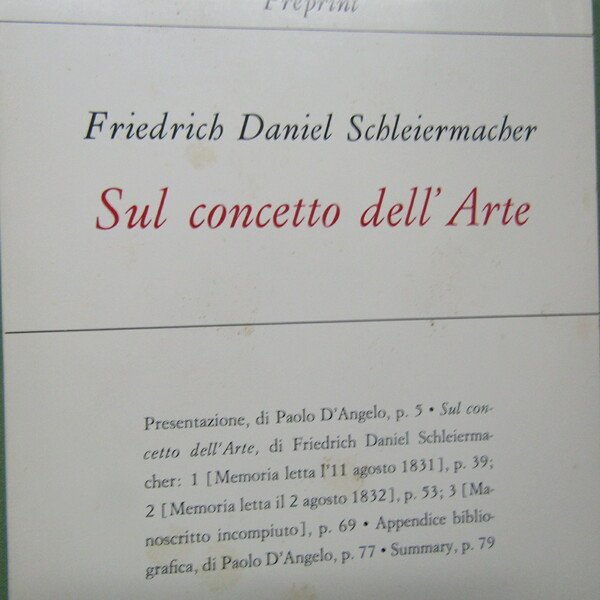 Preprint
Friedrich Daniel Schleiermacher
Sul concetto dell'Arte
Presentazione, di Paolo D'Angelo, p. 5 • Sul con-
cetto dell'Arte, di Friedrich Daniel Schleierma-
cher: 1 [Memoria letta l'11 agosto 1831], p. 39;
2 [Memoria letta il 2 agosto 1832], p. 53; 3 [Ma-
noscritto incompiuto], p. 69 • Appendice biblio-
grafica, di Paolo D'Angelo, p. 77 • Summary, p. 79